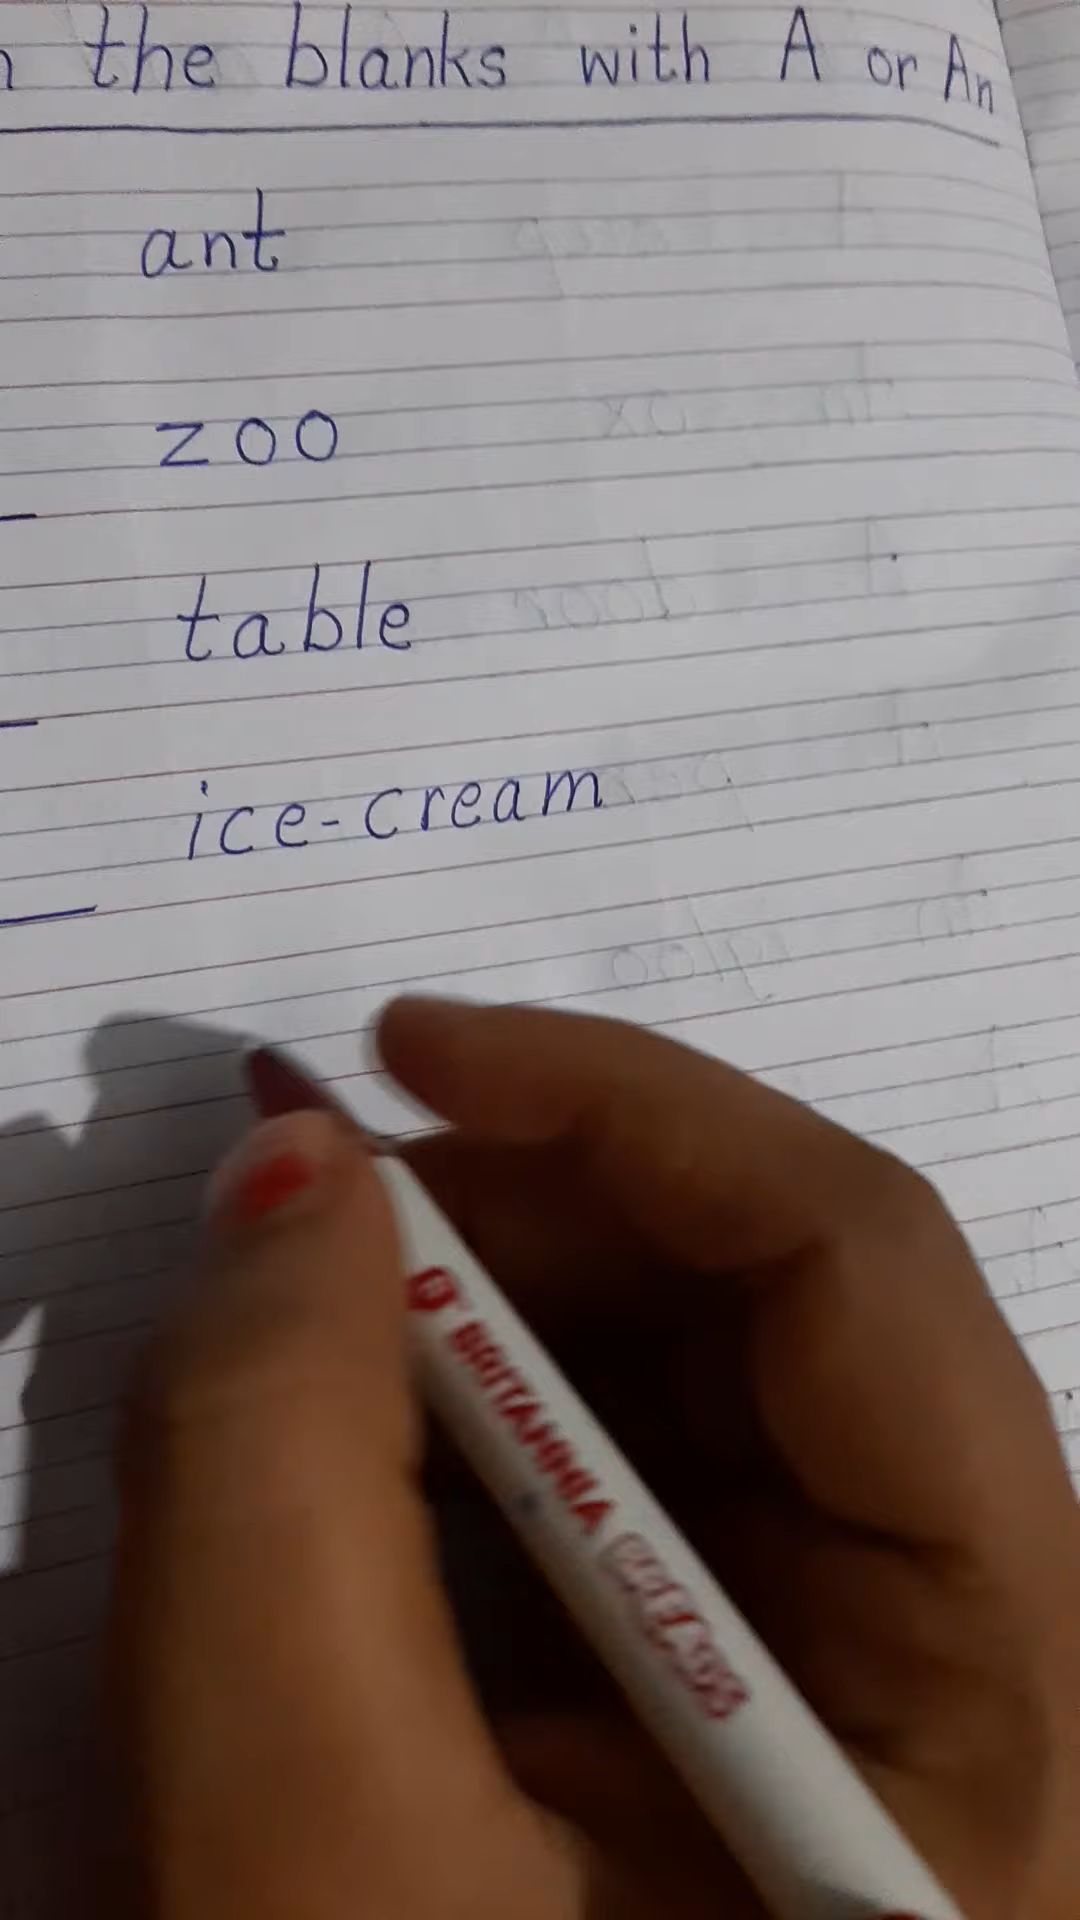 the blanks with A or An
ant
zoo
table
ice-cream
BRITANNIA